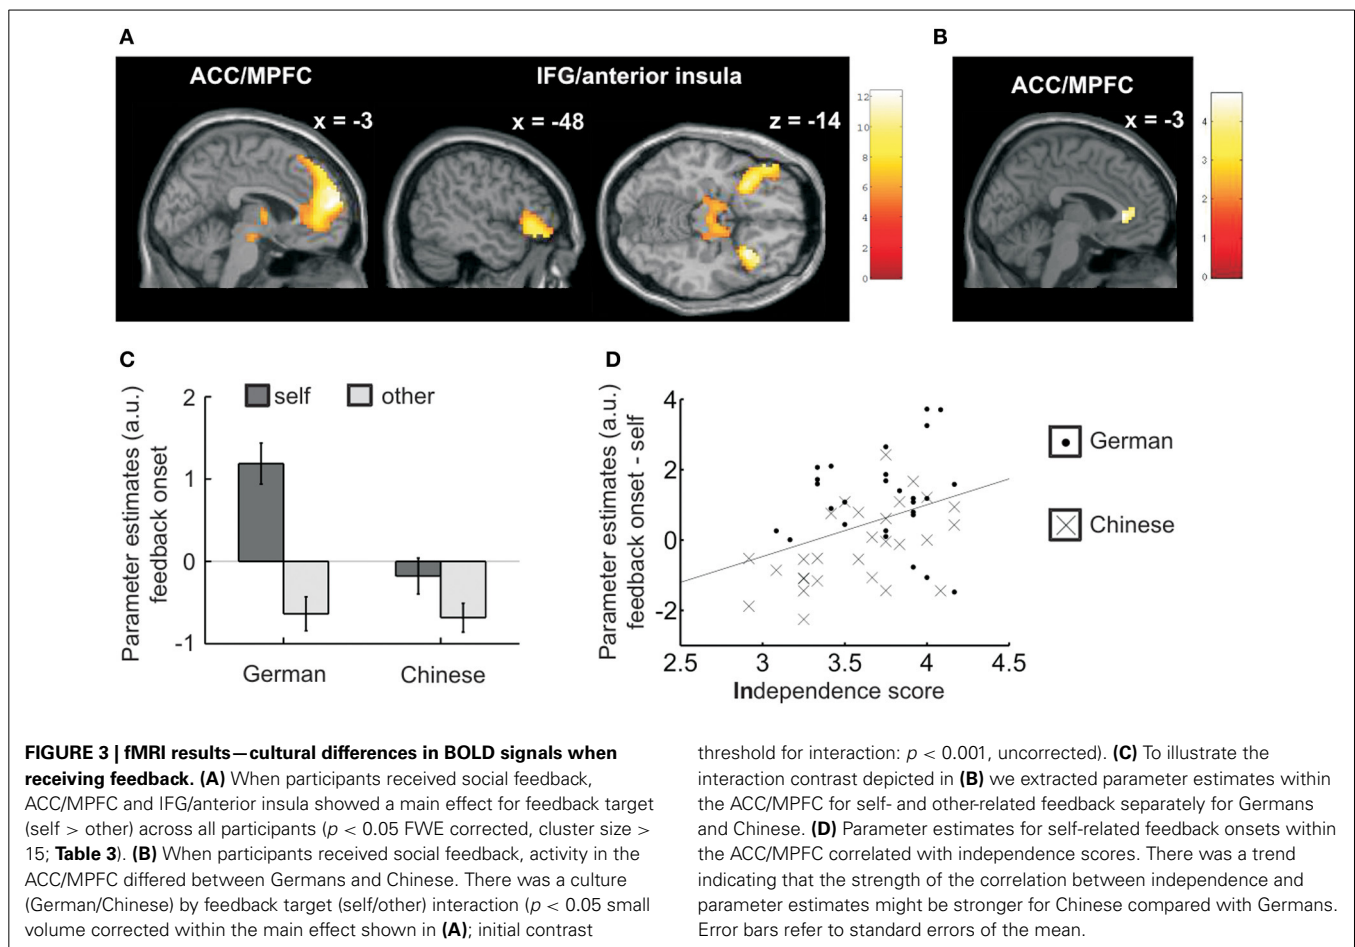 A
B
ACC/MPFC
IFG/anterior insula
ACC/MPFC
x = -3
x = -48
z = -14
x = -3
12
10
8
6
4
2
0
4
3
2
1
0
C
D
Parameter estimates (a.u.)
feedback onset
self
other
2
1
0
-1
German
Chinese
Parameter estimates (a.u.)
feedback onset - self
4
2
0
-2
2.5
3
3.5
4
4.5
Independence score
German
Chinese
FIGURE 3 | fMRI results—cultural differences in BOLD signals when
receiving feedback. (A) When participants received social feedback,
ACC/MPFC and IFG/anterior insula showed a main effect for feedback target
(self > other) across all participants (p < 0.05 FWE corrected, cluster size >
15; Table 3). (B) When participants received social feedback, activity in the
ACC/MPFC differed between Germans and Chinese. There was a culture
(German/Chinese) by feedback target (self/other) interaction (p < 0.05 small
volume corrected within the main effect shown in (A); initial contrast
threshold for interaction: p < 0.001, uncorrected). (C) To illustrate the
interaction contrast depicted in (B) we extracted parameter estimates within
the ACC/MPFC for self- and other-related feedback separately for Germans
and Chinese. (D) Parameter estimates for self-related feedback onsets within
the ACC/MPFC correlated with independence scores. There was a trend
indicating that the strength of the correlation between independence and
parameter estimates might be stronger for Chinese compared with Germans.
Error bars refer to standard errors of the mean.